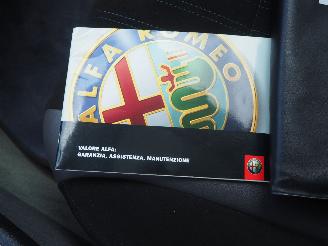 ALFA ROMEO
VALORE ALFA:
GARANZIA, ASSISTENZA, MANUTENZIONE